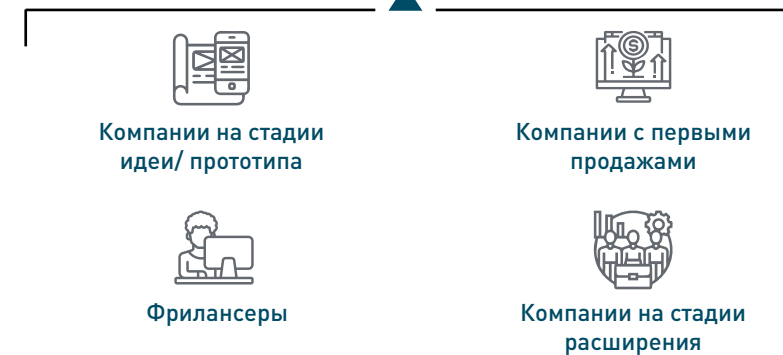 Компании на стадии
идеи/ прототипа
Компании с первыми
продажами
Фрилансеры
Компании на стадии
расширения